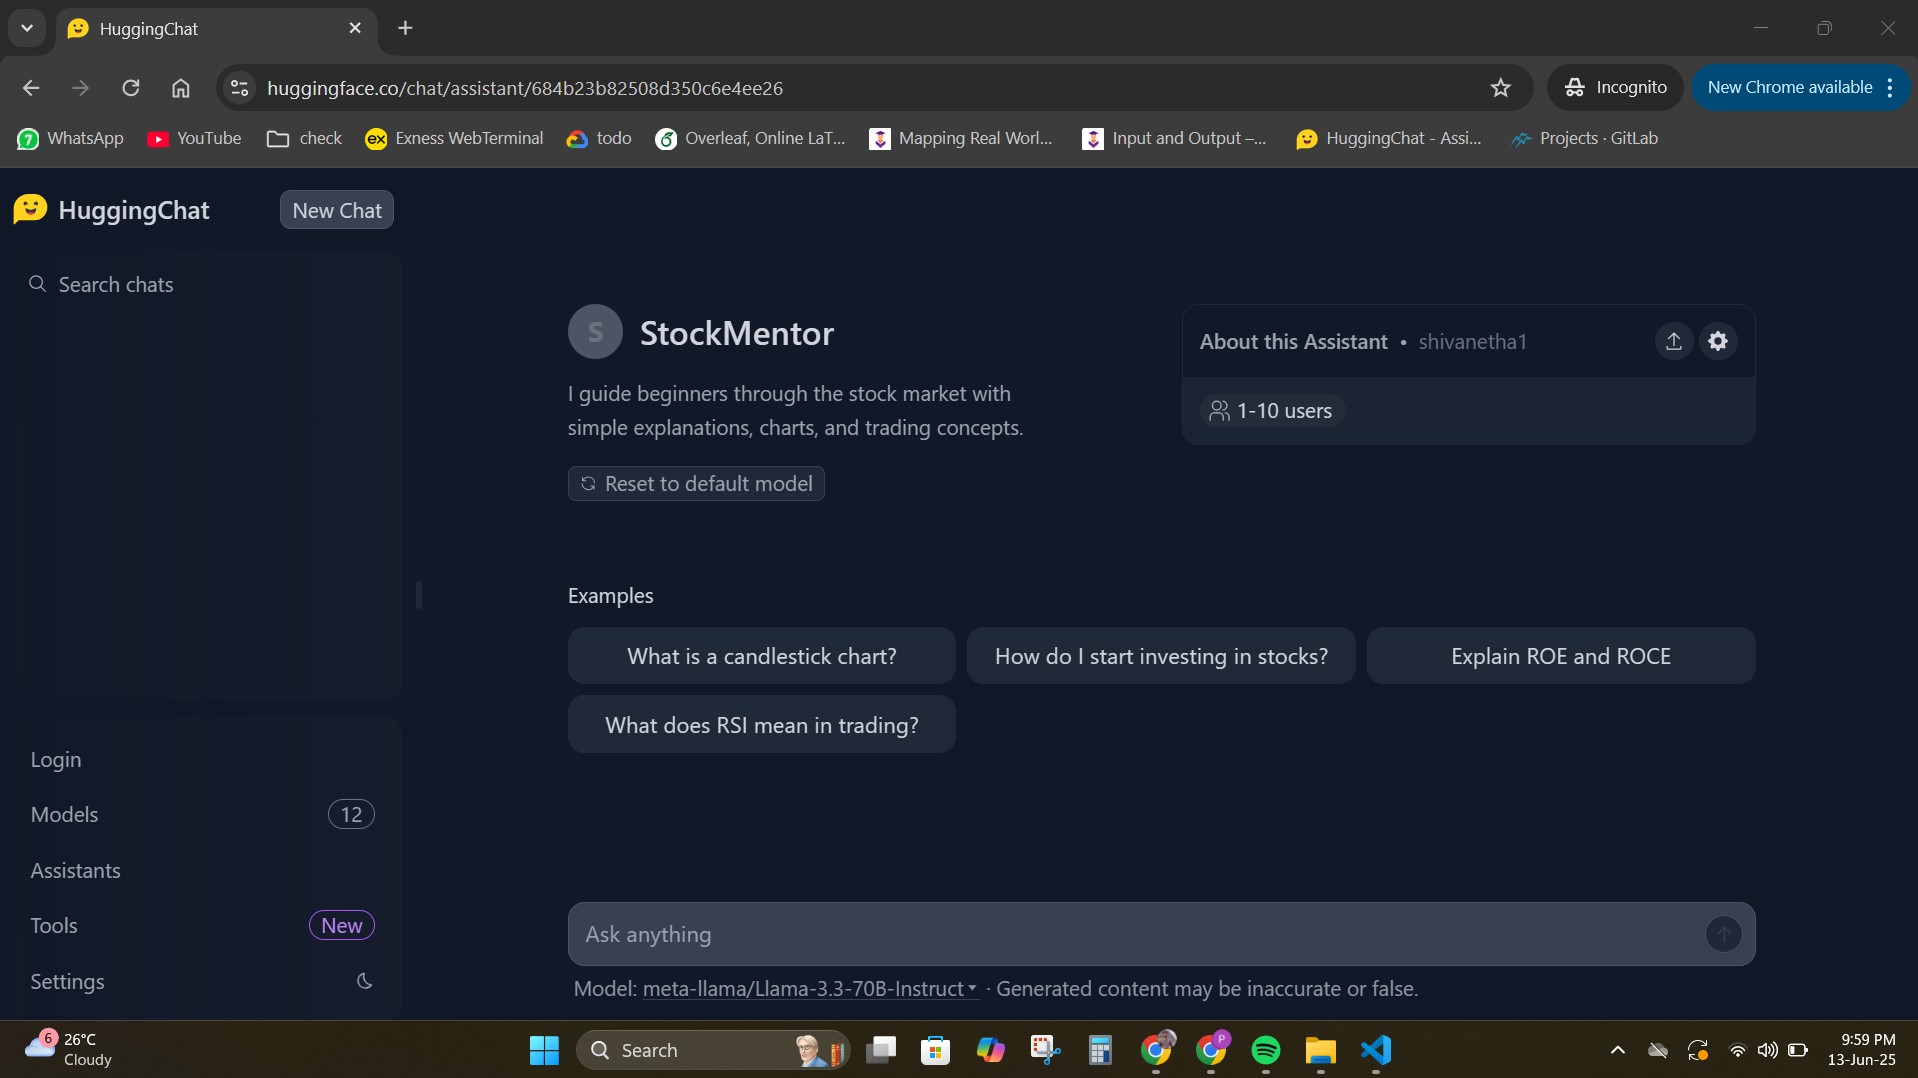 HuggingChat
huggingface.co/chat/assistant/684b23b82508d350c6e4ee26
Incognito
New Chrome available
7
WhatsApp
YouTube
check
ex
Exness WebTerminal
todo
Overleaf, Online LaT...
Mapping Real Worl...
Input and Output –...
HuggingChat - Assi...
Projects · GitLab
HuggingChat
New Chat
Search chats
S
StockMentor
I guide beginners through the stock market with
simple explanations, charts, and trading concepts.
Reset to default model
About this Assistant • shivanetha1
1-10 users
Examples
What is a candlestick chart?
How do I start investing in stocks?
Explain ROE and ROCE
What does RSI mean in trading?
Login
Models
12
Assistants
Tools
New
Settings
Ask anything
Model: meta-llama/Llama-3.3-70B-Instruct · Generated content may be inaccurate or false.
6
26°C
Cloudy
Search
P
9:59 PM
13-Jun-25